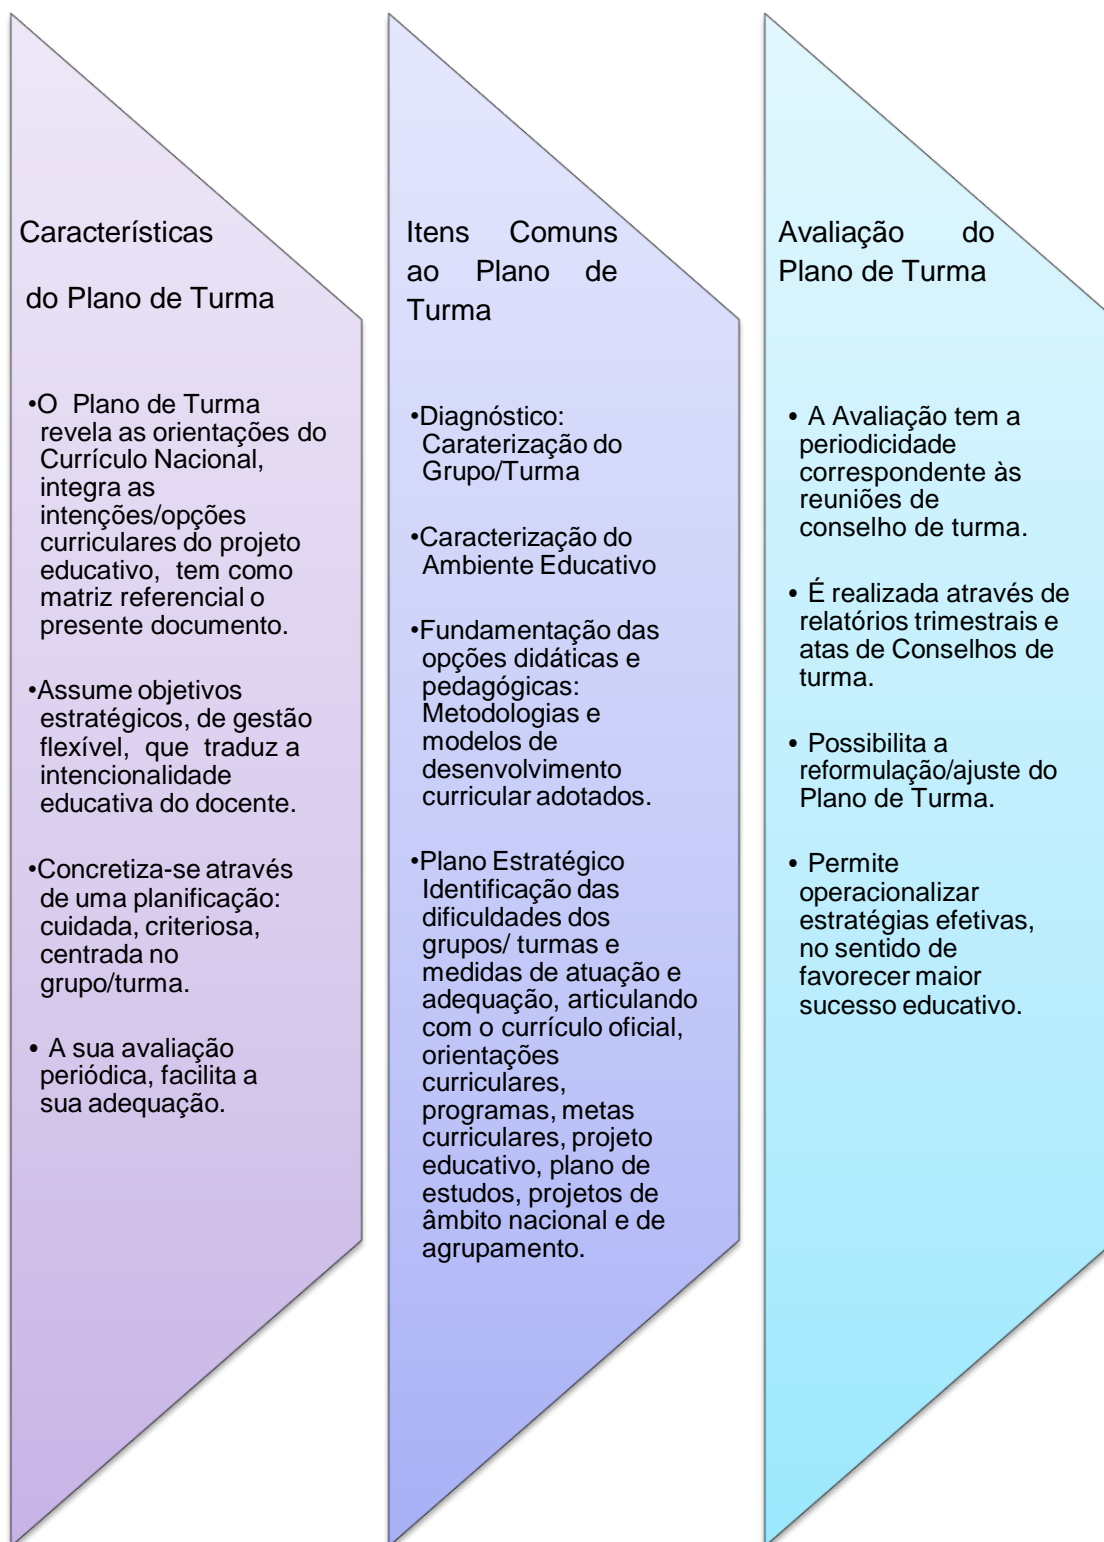 Características
do Plano de Turma
•O Plano de Turma
revela as orientações do
Currículo Nacional,
integra as
intenções/opções
curriculares do projeto
educativo, tem como
matriz referencial o
presente documento.
•Assume objetivos
estratégicos, de gestão
flexível, que traduz a
intencionalidade
educativa do docente.
•Concretiza-se através
de uma planificação:
cuidada, criteriosa,
centrada no
grupo/turma.
• A sua avaliação
periódica, facilita a
sua adequação.
Itens Comuns
ao Plano de
Turma
•Diagnóstico:
Caraterização do
Grupo/Turma
•Caracterização do
Ambiente Educativo
•Fundamentação das
opções didáticas e
pedagógicas:
Metodologias e
modelos de
desenvolvimento
curricular adotados.
•Plano Estratégico
Identificação das
dificuldades dos
grupos/ turmas e
medidas de atuação e
adequação, articulando
com o currículo oficial,
orientações
curriculares,
programas, metas
curriculares, projeto
educativo, plano de
estudos, projetos de
âmbito nacional e de
agrupamento.
Avaliação do
Plano de Turma
• A Avaliação tem a
periodicidade
correspondente às
reuniões de
conselho de turma.
• É realizada através de
relatórios trimestrais e
atas de Conselhos de
turma.
• Possibilita a
reformulação/ajuste do
Plano de Turma.
• Permite
operacionalizar
estratégias efetivas,
no sentido de
favorecer maior
sucesso educativo.